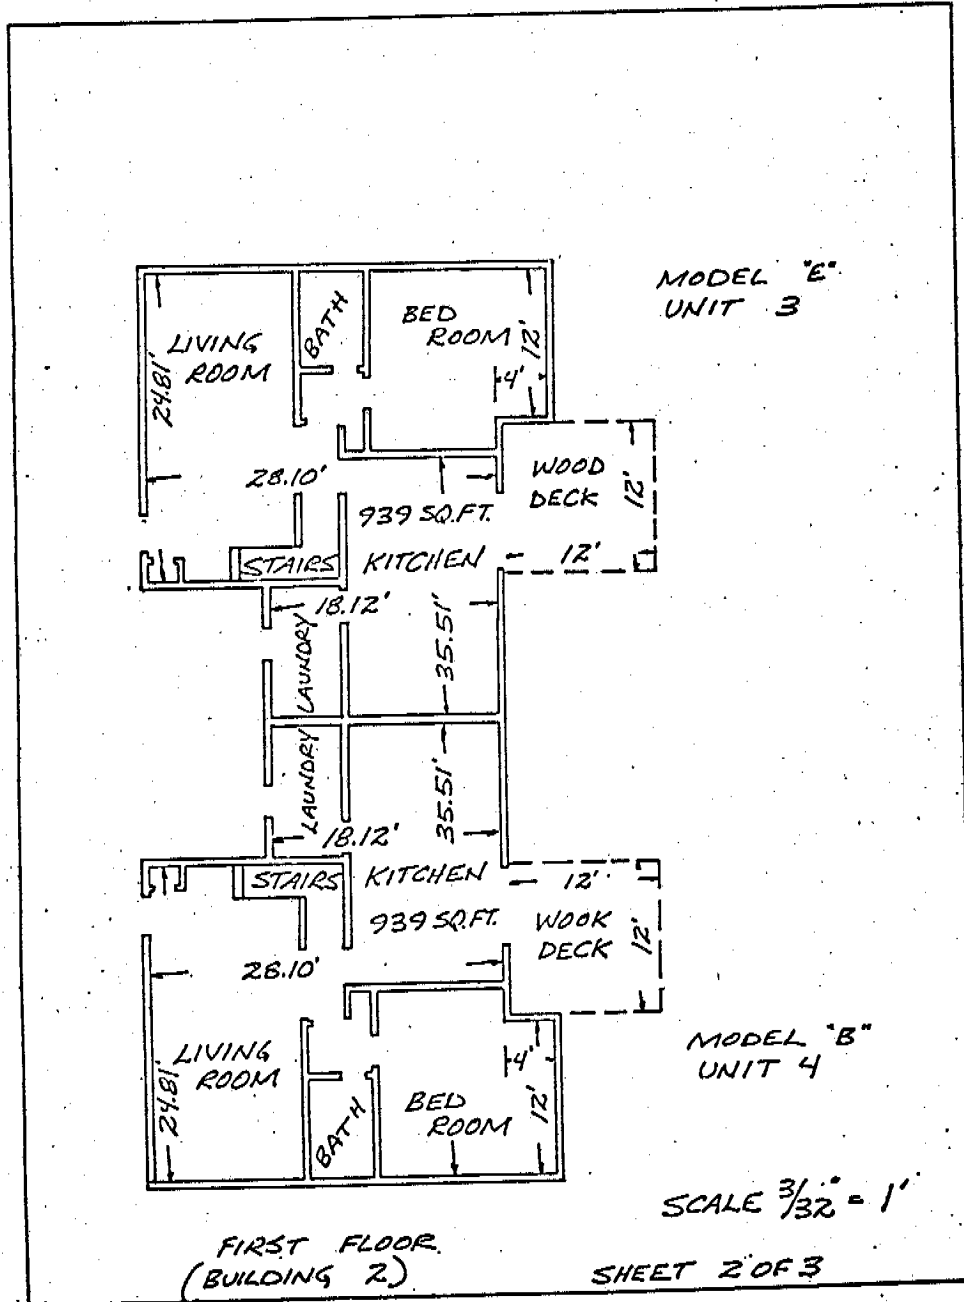 MODEL "E"
UNIT 3
LIVING
ROOM
BATH
BED
ROOM
12'
4'
24.81'
28.10'
WOOD
DECK
12'
12'
939 SQ.FT.
KITCHEN
STAIRS
18.12'
LAUNDRY
35.51'
LAUNDRY
35.51'
18.12'
STAIRS
KITCHEN
939 SQ.FT.
12'
WOOK
DECK
12'
28.10'
MODEL "B"
UNIT 4
LIVING
ROOM
24.81'
4'
12'
BED
ROOM
BATH
SCALE 3/32" = 1'
FIRST FLOOR
(BUILDING 2)
SHEET 2 OF 3